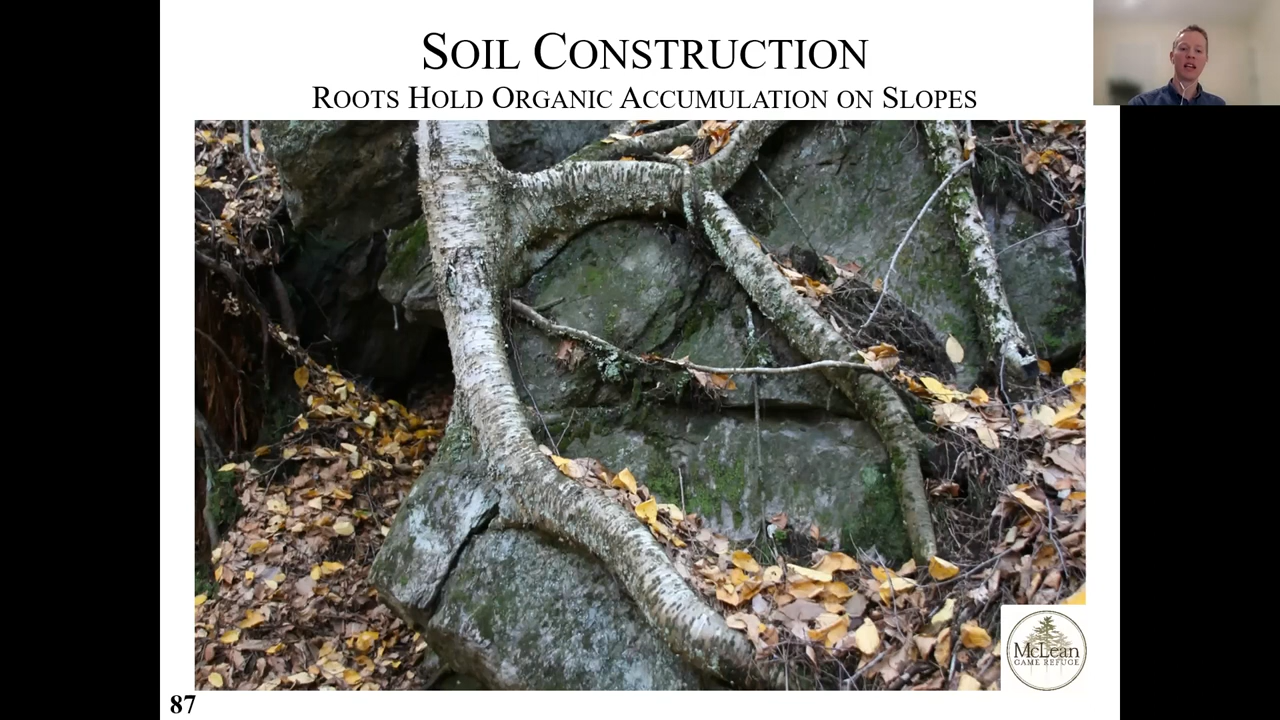 SOIL CONSTRUCTION
ROOTS HOLD ORGANIC ACCUMULATION ON SLOPES
McLean
GAME REFUGE
87